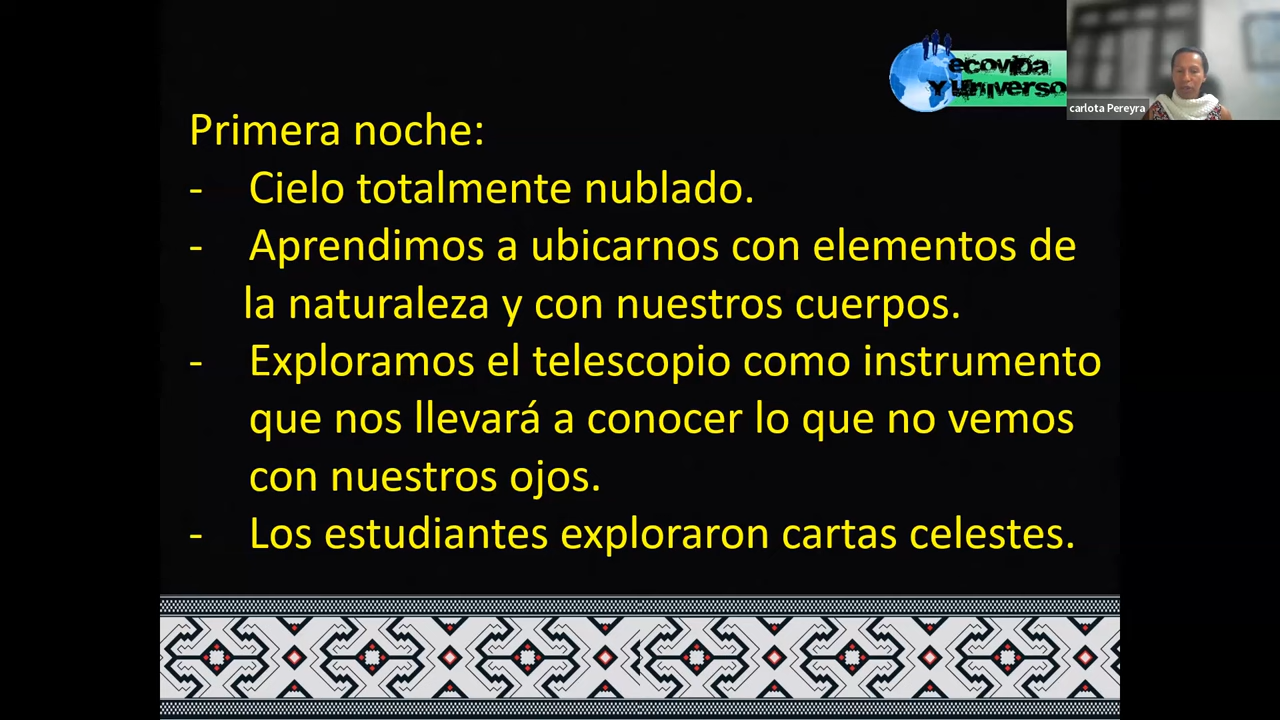 ecovida
Y Universo
carlota Pereyra
Primera noche:
- Cielo totalmente nublado.
- Aprendimos a ubicarnos con elementos de
la naturaleza y con nuestros cuerpos.
- Exploramos el telescopio como instrumento
que nos llevará a conocer lo que no vemos
con nuestros ojos.
- Los estudiantes exploraron cartas celestes.